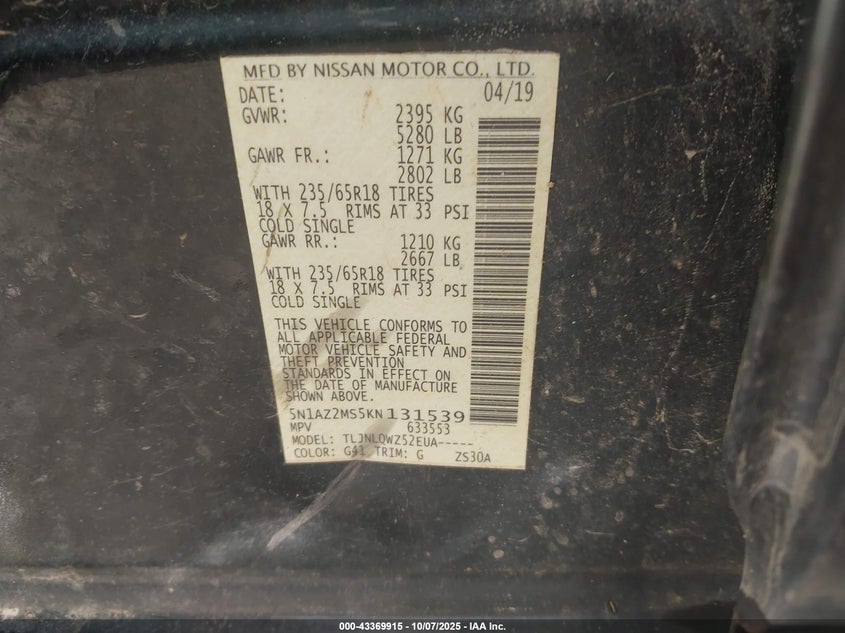 MFD BY NISSAN MOTOR CO., LTD.
DATE: 04/19
GVWR: 2395 KG
5280 LB
GAWR FR.: 1271 KG
2802 LB
WITH 235/65R18 TIRES
18 X 7.5 RIMS AT 33 PSI
COLD SINGLE
GAWR RR.: 1210 KG
2667 LB
WITH 235/65R18 TIRES
18 X 7.5 RIMS AT 33 PSI
COLD SINGLE
THIS VEHICLE CONFORMS TO
ALL APPLICABLE FEDERAL
MOTOR VEHICLE SAFETY AND
THEFT PREVENTION
STANDARDS IN EFFECT ON
THE DATE OF MANUFACTURE
SHOWN ABOVE.
5N1AZ2MS5KN131539
MPV 633553
MODEL: TLJNLQWZ52EUA-----
COLOR: G41 TRIM: G ZS30A
000-43369915 - 10/07/2025 - IAA Inc.